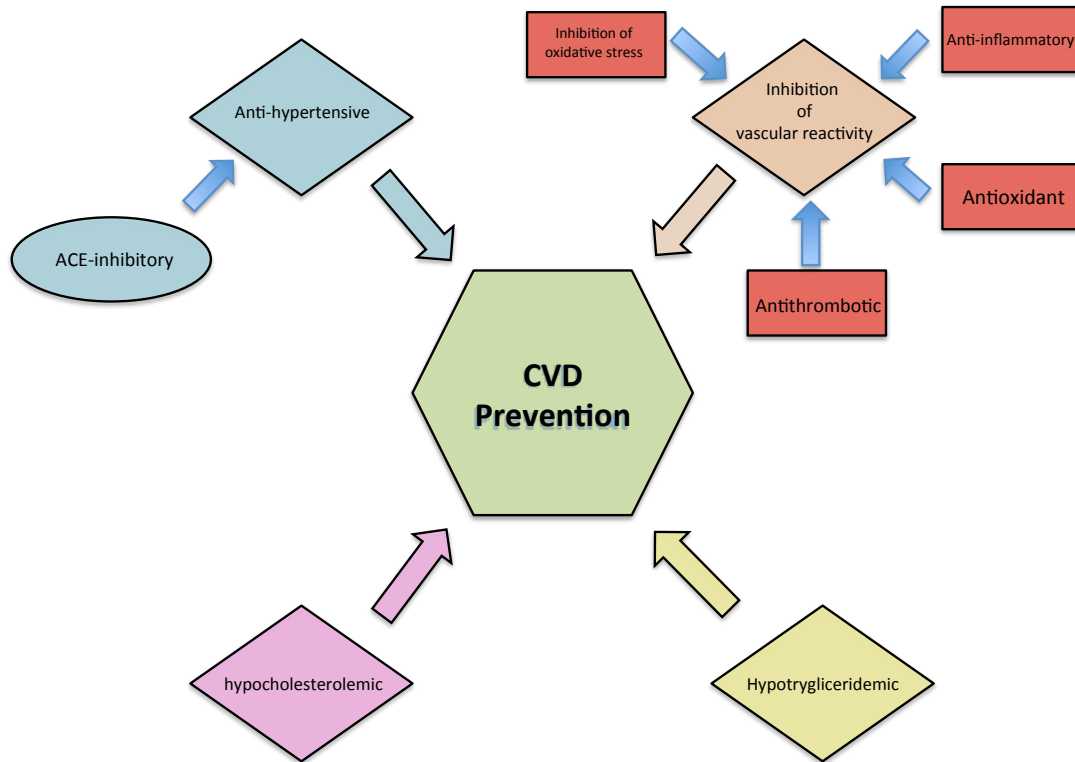 Inhibition of
oxidative stress
Anti-inflammatory
Anti-hypertensive
Inhibition
of
vascular reactivity
Antioxidant
ACE-inhibitory
Antithrombotic
CVD
Prevention
hypocholesterolemic
Hypotrygliceridemic